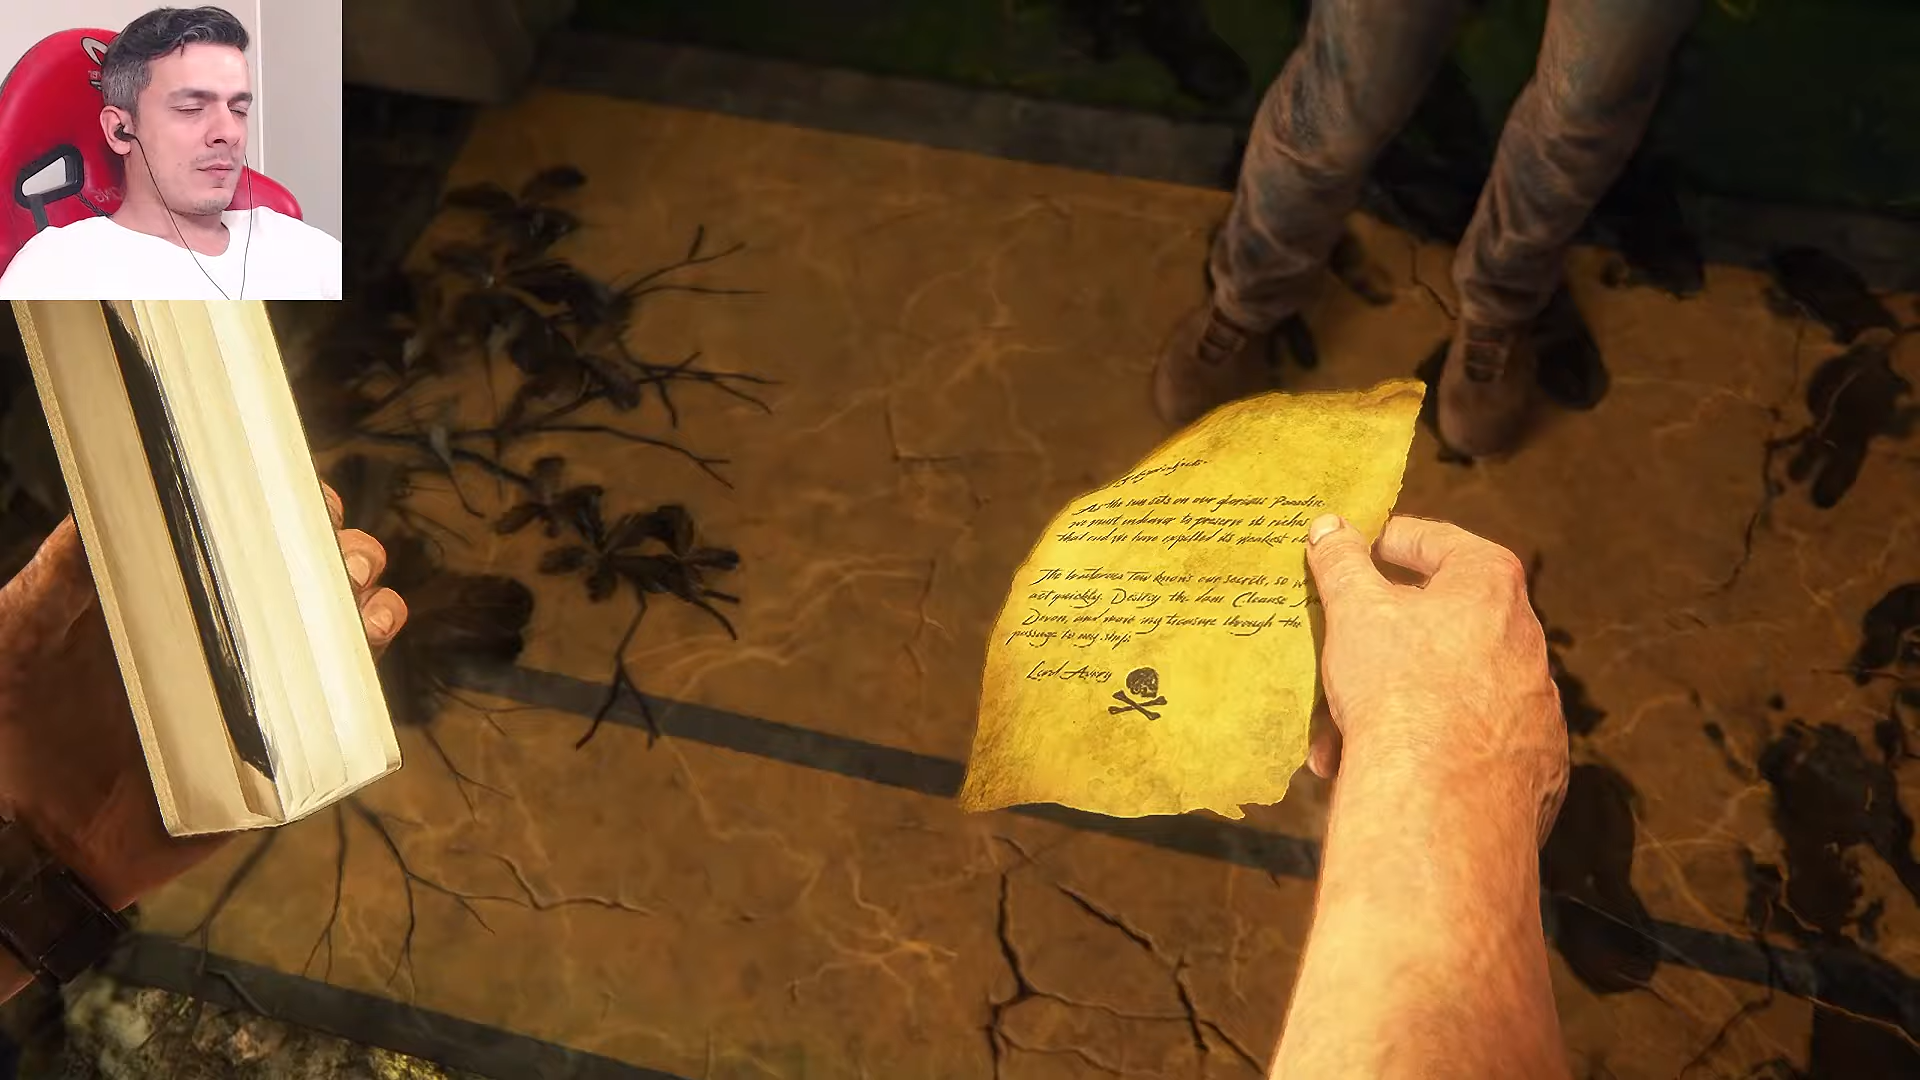 As the sun sets on our glorious Paradise,
we must endeavor to preserve its riches
that end we have expelled its weakest
The traitorous Tew knows our secrets, so
act quickly. Destroy the dam. Cleanse
Devon, and move my treasure through the
passage to my ship.
Lord Avery